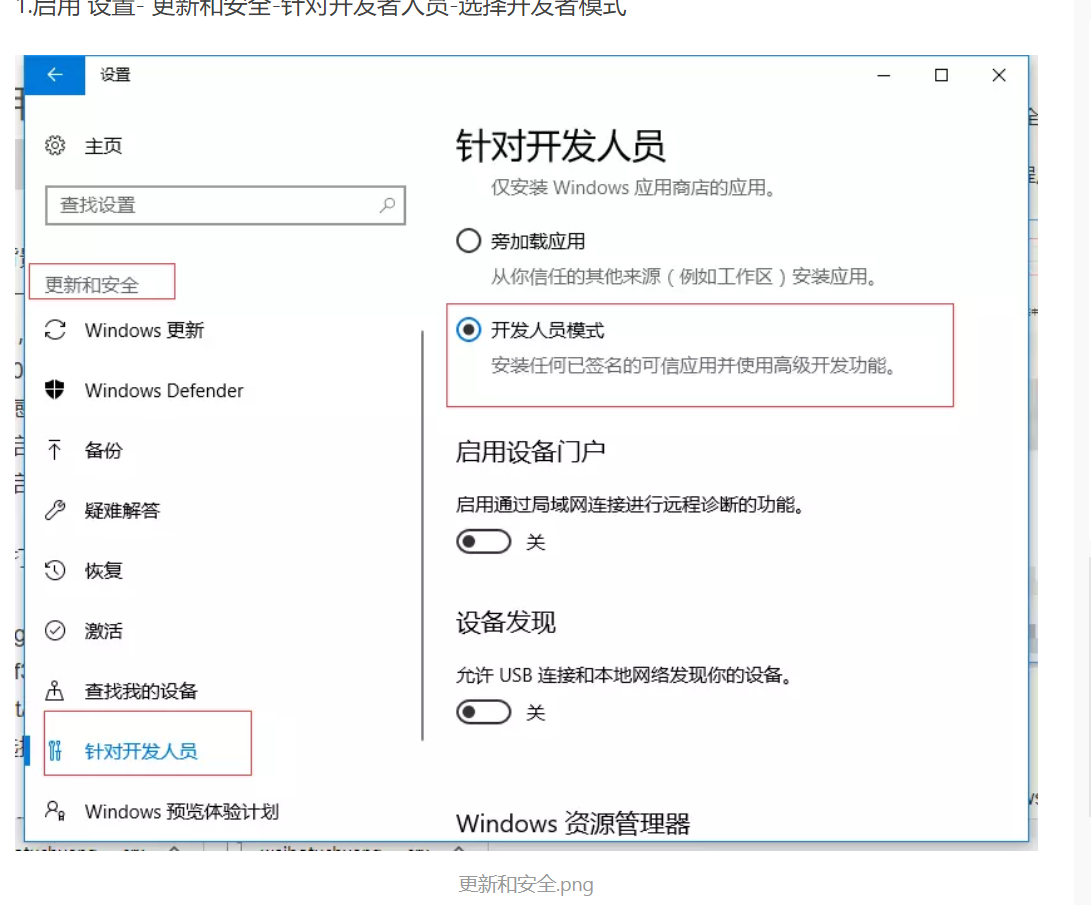 1.启用 设置- 更新和安全-针对开发者人员-选择开发者模式
设置
主页
查找设置
更新和安全
Windows 更新
Windows Defender
备份
疑难解答
恢复
激活
查找我的设备
针对开发人员
Windows 预览体验计划
针对开发人员
仅安装 Windows 应用商店的应用。
旁加载应用
从你信任的其他来源（例如工作区）安装应用。
开发人员模式
安装任何已签名的可信应用并使用高级开发功能。
启用设备门户
启用通过局域网连接进行远程诊断的功能。
关
设备发现
允许 USB 连接和本地网络发现你的设备。
关
Windows 资源管理器
更新和安全.png